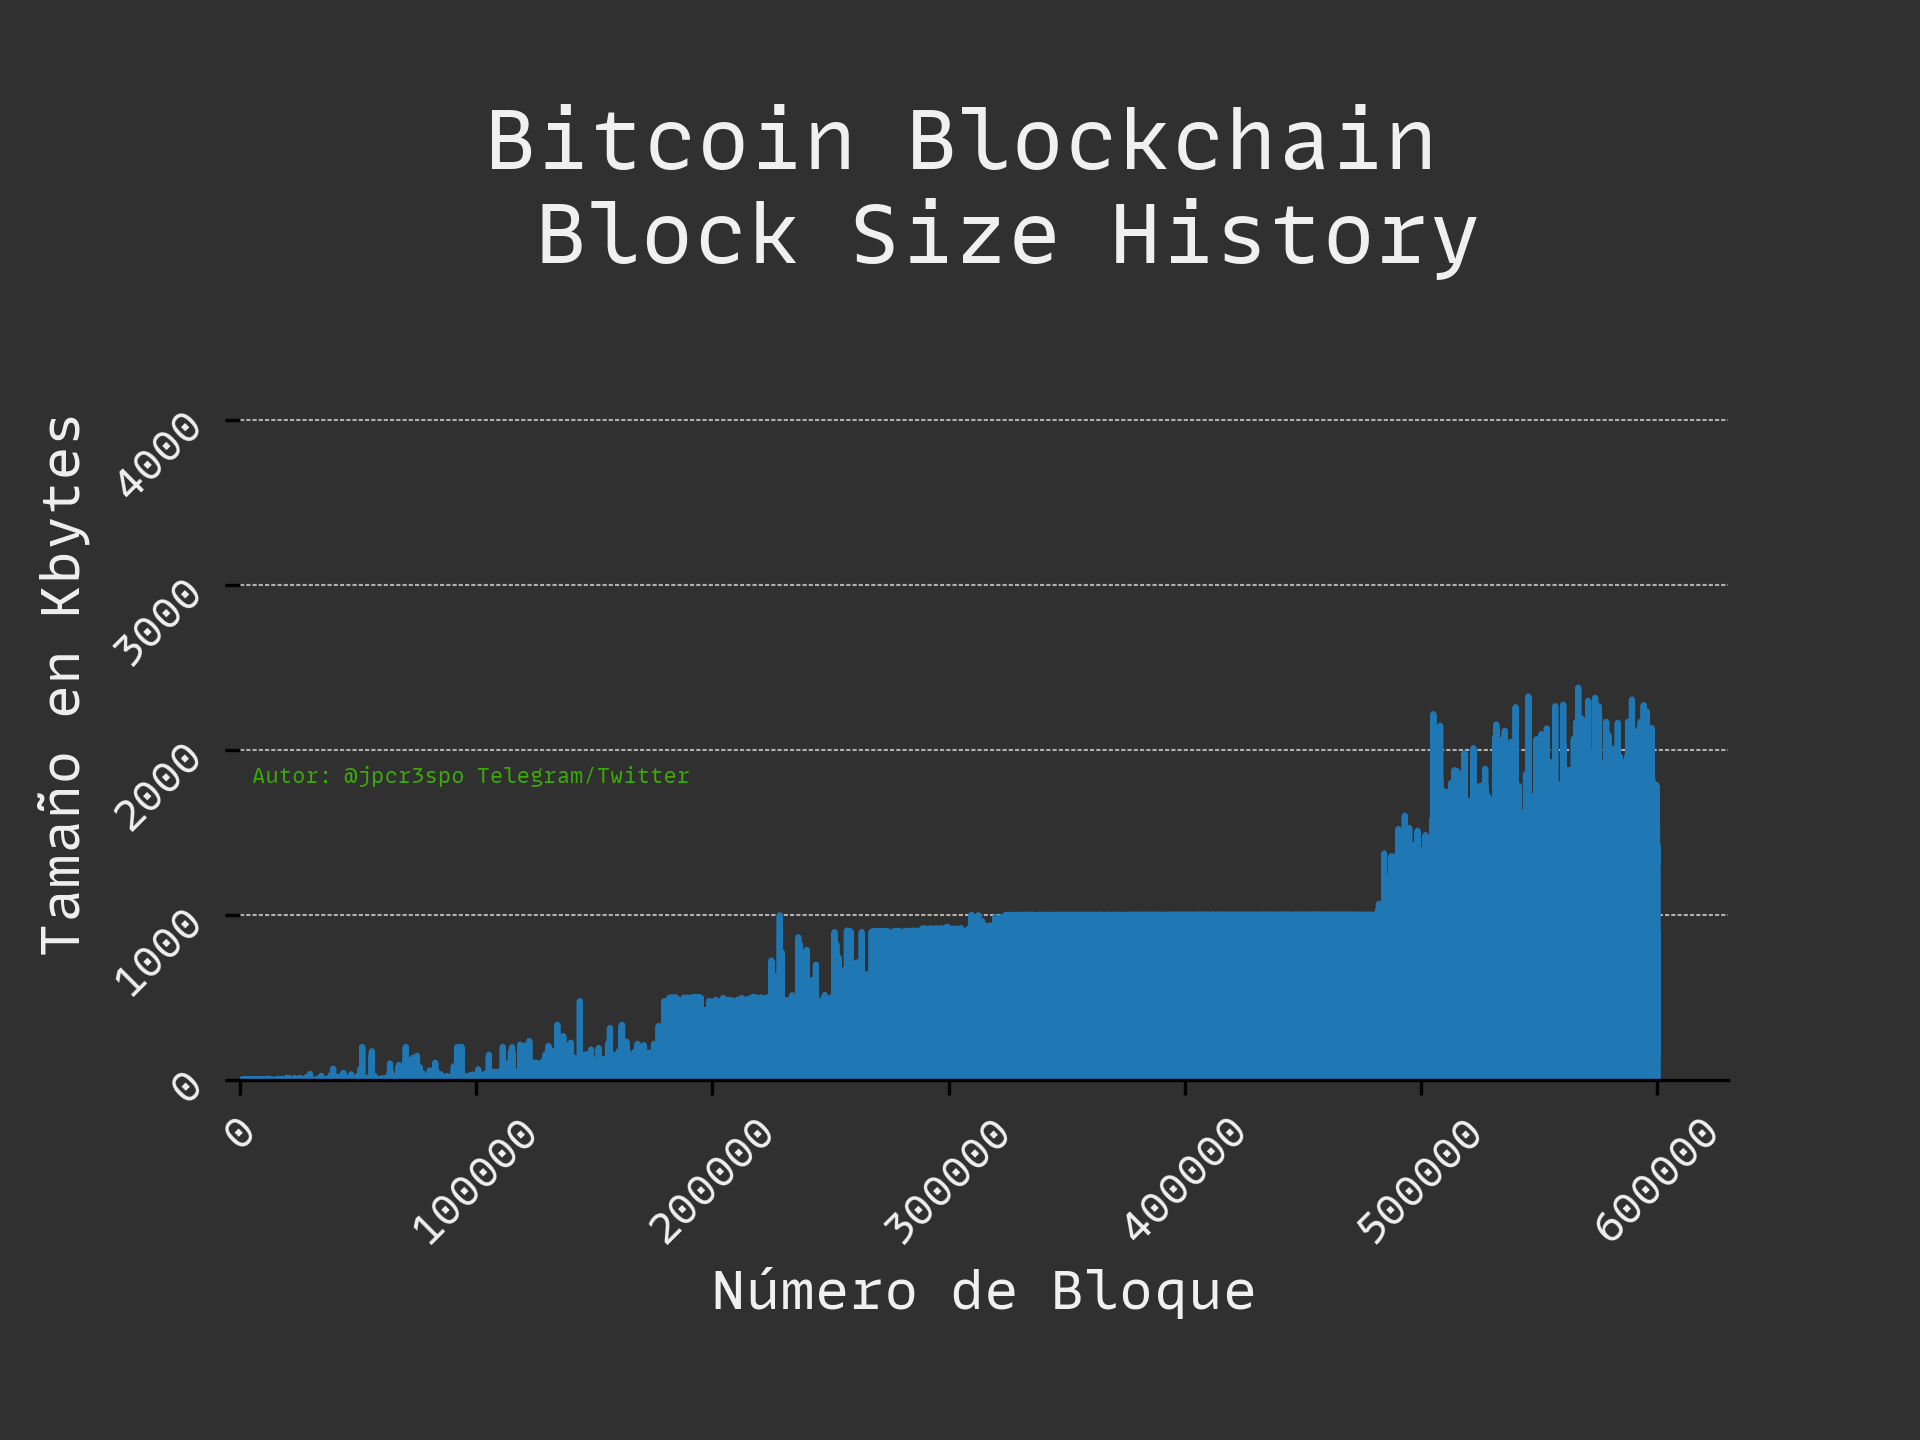 Bitcoin Blockchain
Block Size History
Tamaño en Kbytes
4000
3000
2000
1000
0
Autor: @jpcr3spo Telegram/Twitter
0
100000
200000
300000
400000
500000
600000
Número de Bloque